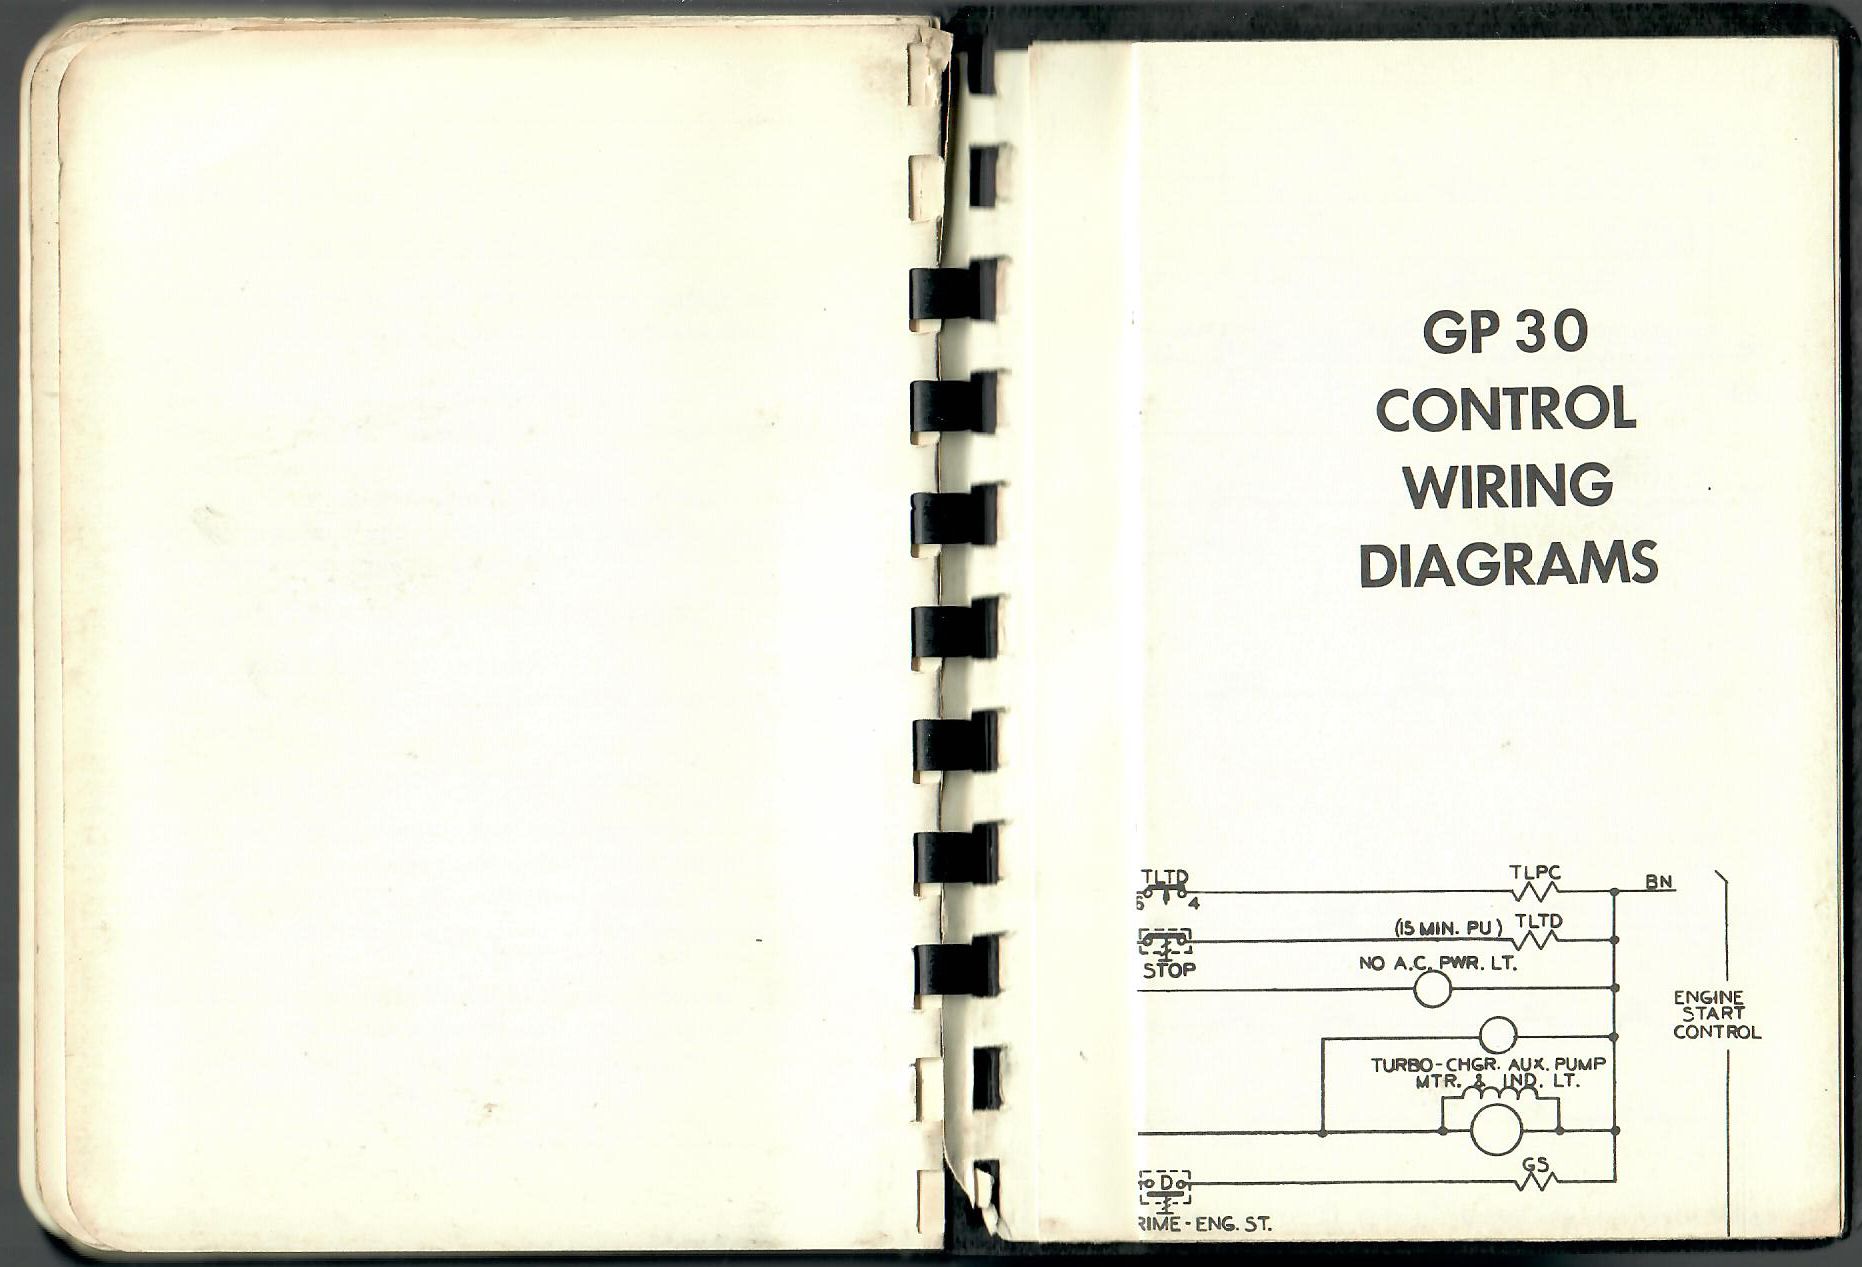 GP 30
CONTROL
WIRING
DIAGRAMS
TLTD
TLPC
BN
6
4
(15 MIN. PU)
TLTD
STOP
NO A.C. PWR. LT.
ENGINE
START
CONTROL
TURBO-CHGR. AUX. PUMP
MTR. & IND. LT.
GS
D
RIME - ENG. ST.